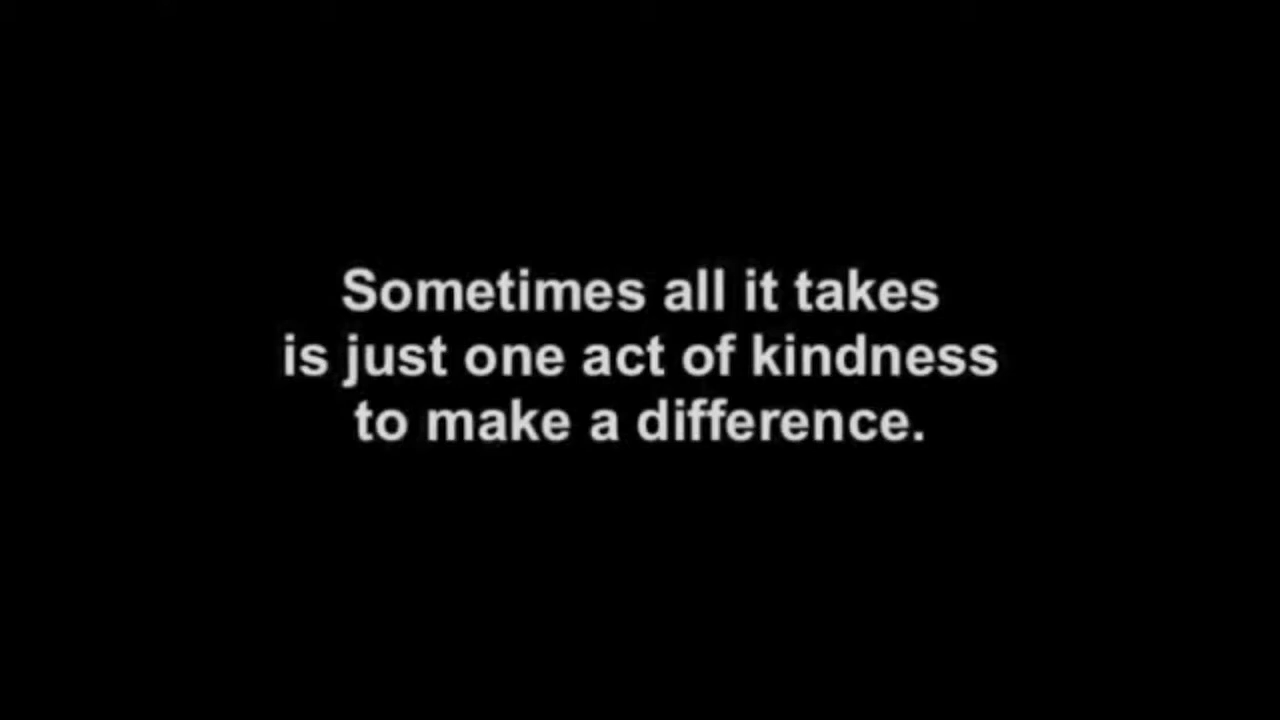 Sometimes all it takes
is just one act of kindness
to make a difference.